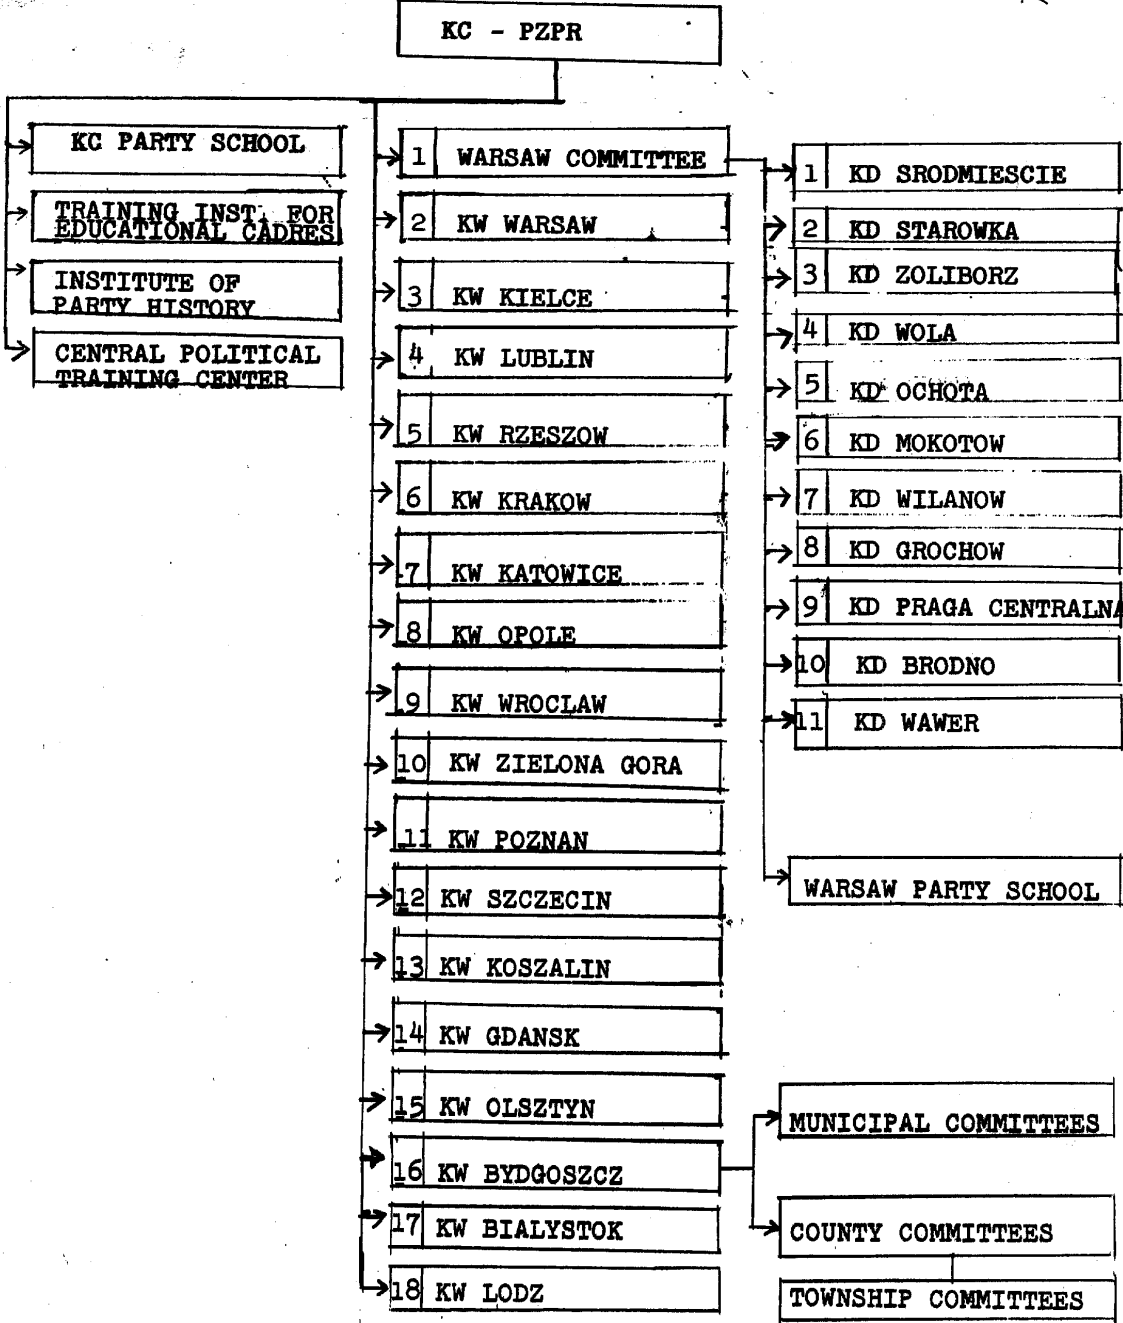 KC - PZPR
KC PARTY SCHOOL
TRAINING INST. FOR
EDUCATIONAL CADRES
INSTITUTE OF
PARTY HISTORY
CENTRAL POLITICAL
TRAINING CENTER
1 WARSAW COMMITTEE
2 KW WARSAW
3 KW KIELCE
4 KW LUBLIN
5 KW RZESZOW
6 KW KRAKOW
7 KW KATOWICE
8 KW OPOLE
9 KW WROCLAW
10 KW ZIELONA GORA
11 KW POZNAN
12 KW SZCZECIN
13 KW KOSZALIN
14 KW GDANSK
15 KW OLSZTYN
16 KW BYDGOSZCZ
17 KW BIALYSTOK
18 KW LODZ
1 KD SRODMIESCIE
2 KD STAROWKA
3 KD ZOLIBORZ
4 KD WOLA
5 KD OCHOTA
6 KD MOKOTOW
7 KD WILANOW
8 KD GROCHOW
9 KD PRAGA CENTRALNA
10 KD BRODNO
11 KD WAWER
WARSAW PARTY SCHOOL
MUNICIPAL COMMITTEES
COUNTY COMMITTEES
TOWNSHIP COMMITTEES